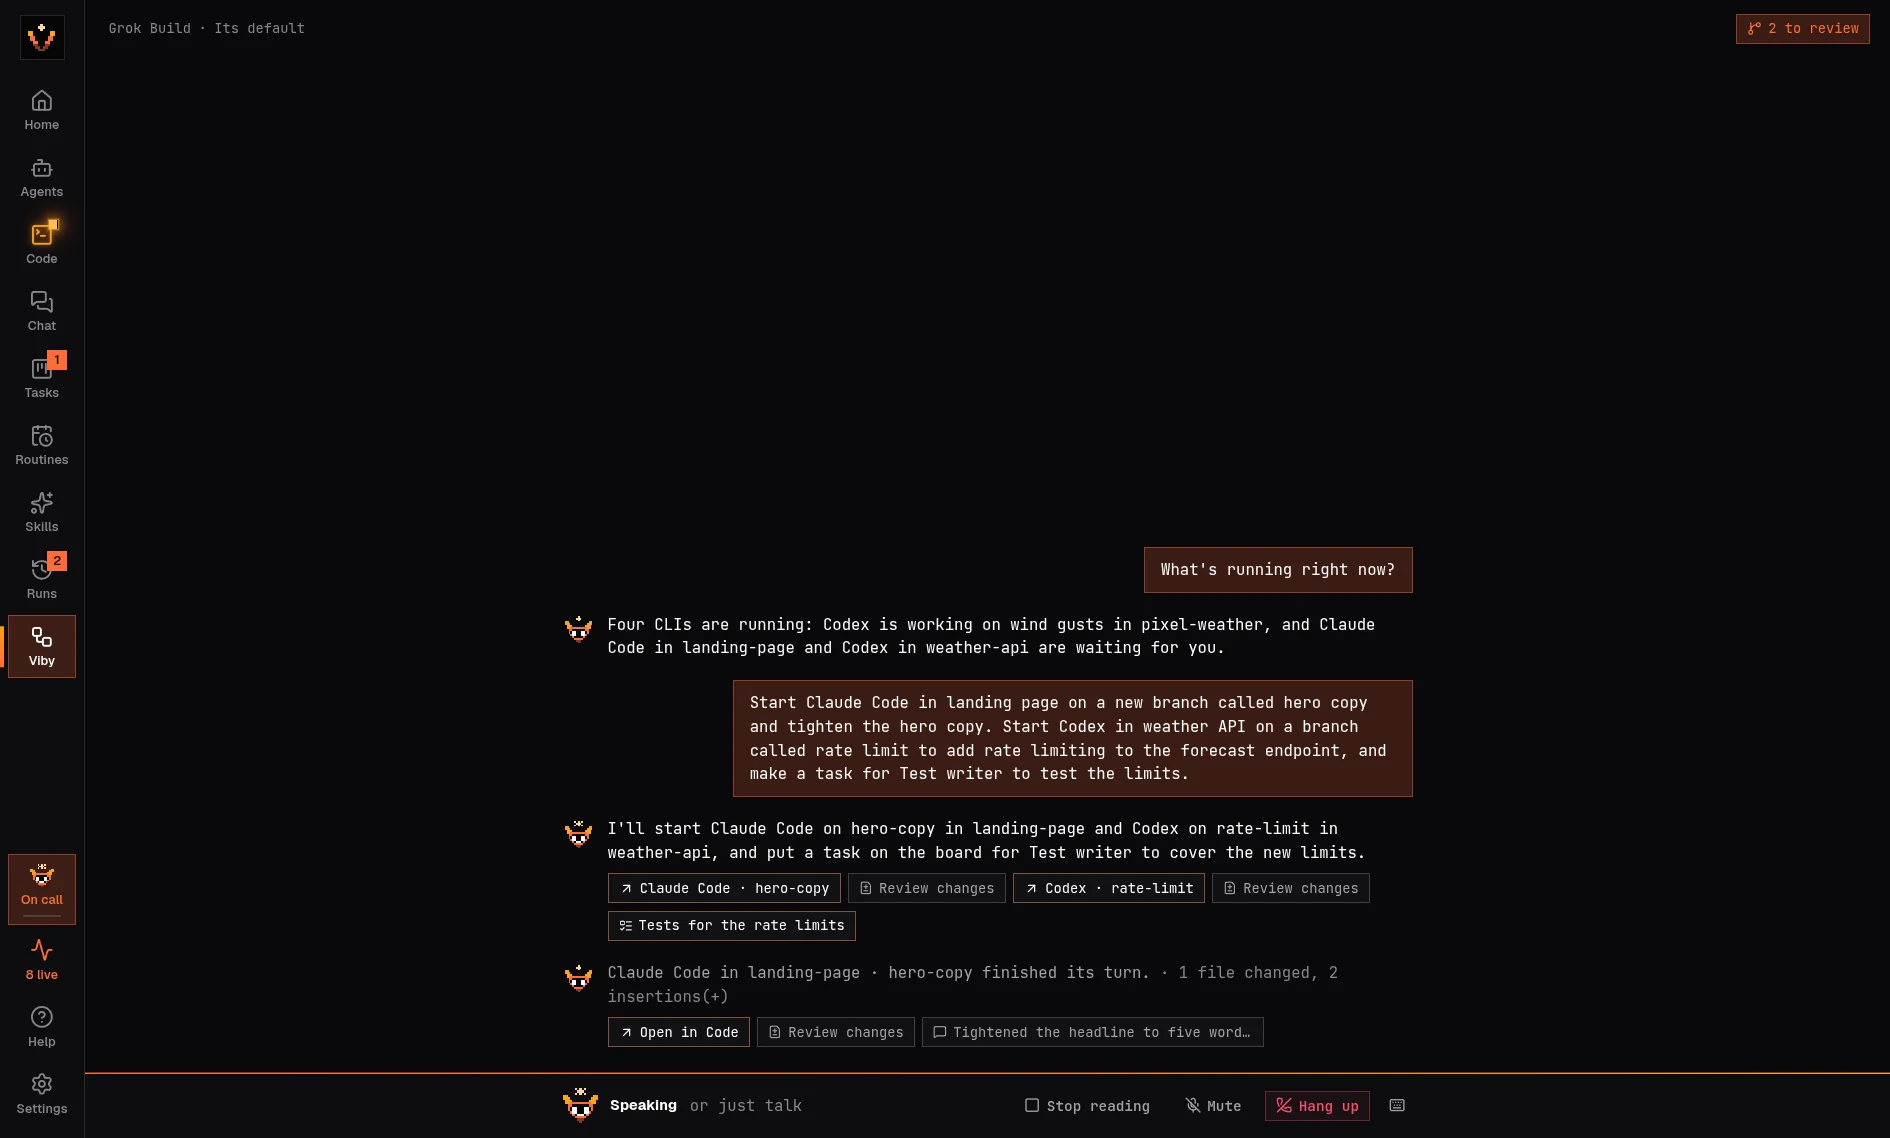 Grok Build · Its default
2 to review
Home
Agents
Code
Chat
1
Tasks
Routines
Skills
2
Runs
Viby
What's running right now?
Four CLIs are running: Codex is working on wind gusts in pixel-weather, and Claude
Code in landing-page and Codex in weather-api are waiting for you.
Start Claude Code in landing page on a new branch called hero copy
and tighten the hero copy. Start Codex in weather API on a branch
called rate limit to add rate limiting to the forecast endpoint, and
make a task for Test writer to test the limits.
I'll start Claude Code on hero-copy in landing-page and Codex on rate-limit in
weather-api, and put a task on the board for Test writer to cover the new limits.
Claude Code · hero-copy
Review changes
Codex · rate-limit
Review changes
Tests for the rate limits
Claude Code in landing-page · hero-copy finished its turn. · 1 file changed, 2
insertions(+)
Open in Code
Review changes
Tightened the headline to five word…
On call
8 live
Help
Settings
Speaking or just talk
Stop reading
Mute
Hang up